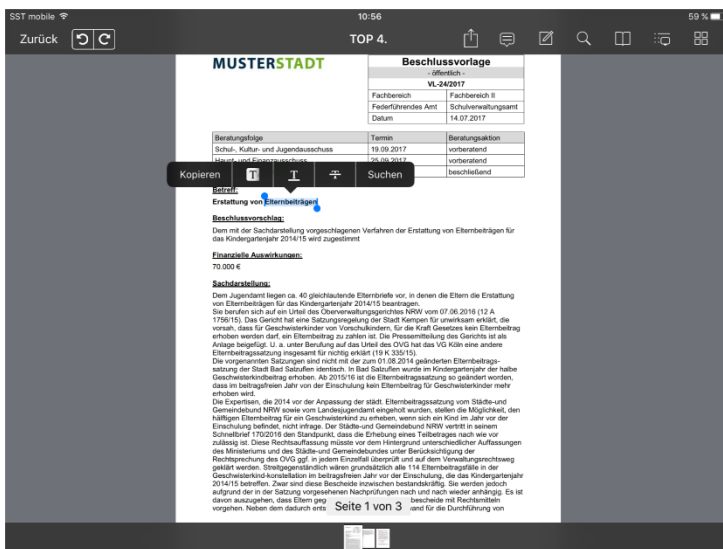 SST mobile 10:56 59 %
Zurück TOP 4.
MUSTERSTADT
Beschlussvorlage
- öffentlich -
VL-24/2017
Fachbereich Fachbereich II
Federführendes Amt Schulverwaltungsamt
Datum 14.07.2017
Beratungsfolge Termin Beratungsaktion
Schul-, Kultur- und Jugendausschuss 19.09.2017 vorberatend
Haupt- und Finanzausschuss 25.09.2017 vorberatend
beschließend
Kopieren T T T Suchen
Betreff:
Erstattung von Elternbeiträgen
Beschlussvorschlag:
Dem mit der Sachdarstellung vorgeschlagenen Verfahren der Erstattung von Elternbeiträgen für
das Kindergartenjahr 2014/15 wird zugestimmt
Finanzielle Auswirkungen:
70.000 €
Sachdarstellung:
Dem Jugendamt liegen ca. 40 gleichlautende Elternbriefe vor, in denen die Eltern die Erstattung
von Elternbeiträgen für das Kindergartenjahr 2014/15 beantragen.
Sie berufen sich auf ein Urteil des Oberverwaltungsgerichtes NRW vom 07.06.2016 (12 A
1756/15). Das Gericht hat eine Satzungsregelung der Stadt Kempen für unwirksam erklärt, die
vorsah, dass für Geschwisterkinder von Vorschulkindern, für die Kraft Gesetzes kein Elternbeitrag
erhoben werden darf, ein Elternbeitrag zu zahlen ist. Die Pressemitteilung des Gerichts ist als
Anlage beigefügt. U. a. unter Berufung auf das Urteil des OVG hat das VG Köln eine andere
Elternbeitragssatzung insgesamt für nichtig erklärt (19 K 335/15).
Die vorgenannten Satzungen sind nicht mit der zum 01.08.2014 geänderten Elternbeitrags-
satzung der Stadt Bad Salzuflen identisch. In Bad Salzuflen wurde im Kindergartenjahr der halbe
Geschwisterkindbeitrag erhoben. Ab 2015/16 ist die Elternbeitragssatzung so geändert worden,
dass im beitragsfreien Jahr vor der Einschulung kein Elternbeitrag für Geschwisterkinder mehr
erhoben wird.
Die Expertisen, die 2014 vor der Anpassung der städt. Elternbeitragssatzung vom Städte-und
Gemeindebund NRW sowie vom Landesjugendamt eingeholt wurden, stellen die Möglichkeit, den
hälftigen Elternbeitrag für ein Geschwisterkind zu erheben, wenn sich ein Kind im Jahr vor der
Einschulung befindet, nicht infrage. Der Städte- und Gemeindebund NRW vertritt in seinem
Schnellbrief 170/2016 den Standpunkt, dass die Erhebung eines Teilbetrages nach wie vor
zulässig ist. Diese Rechtsauffassung müsste vor dem Hintergrund unterschiedlicher Auffassungen
des Ministeriums und des Städte-und Gemeindebundes unter Berücksichtigung der
Rechtsprechung des OVG ggf. in jedem Einzelfall überprüft und auf dem Verwaltungsrechtsweg
geklärt werden. Streitgegenständlich wären grundsätzlich alle 114 Elternbeitragsfälle in der
Geschwisterkind-konstellation im beitragsfreien Jahr vor der Einschulung, die das Kindergartenjahr
2014/15 betreffen. Zwar sind diese Bescheide inzwischen bestandskräftig. Sie werden jedoch
aufgrund der in der Satzung vorgesehenen Nachprüfungen nach und nach wieder anhängig. Es ist
davon auszugehen, dass Eltern geg bescheide mit Rechtsmitteln
vorgehen. Neben dem dadurch ents and für die Durchführung von
Seite 1 von 3